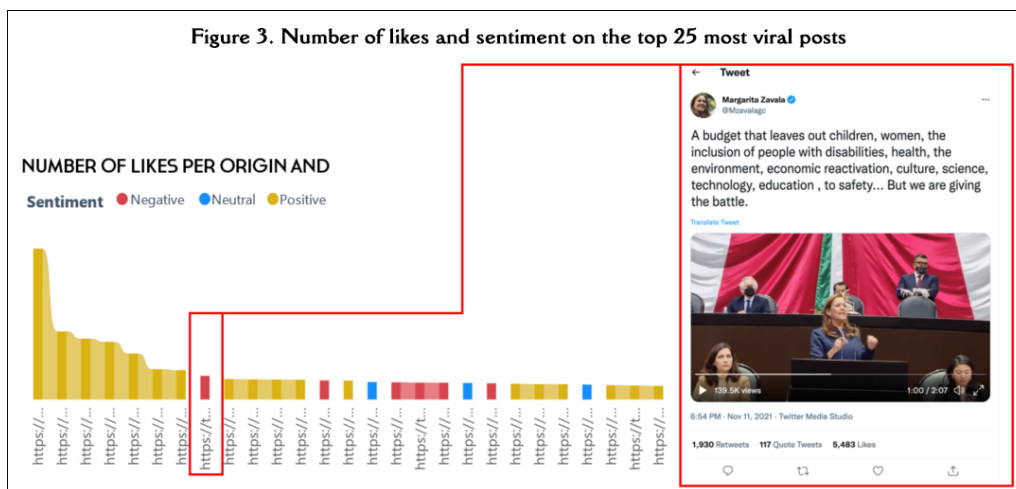 Figure 3. Number of likes and sentiment on the top 25 most viral posts
NUMBER OF LIKES PER ORIGIN AND
Sentiment Negative Neutral Positive
https://...
https://...
https://...
https://...
https://...
https://...
https://...
https://t...
https://...
https://...
https://...
https://...
https://...
https://...
https://...
https://...
https://t...
https://...
https://...
https://...
https://...
https://...
https://...
https://...
https://...
https://t...
https://...
← Tweet
Margarita Zavala
@Mzavalagc
...
A budget that leaves out children, women, the
inclusion of people with disabilities, health, the
environment, economic reactivation, culture, science,
technology, education , to safety... But we are giving
the battle.
Translate Tweet
139.5K views
1:00 / 2:07
6:54 PM · Nov 11, 2021 · Twitter Media Studio
1,930 Retweets 117 Quote Tweets 5,483 Likes